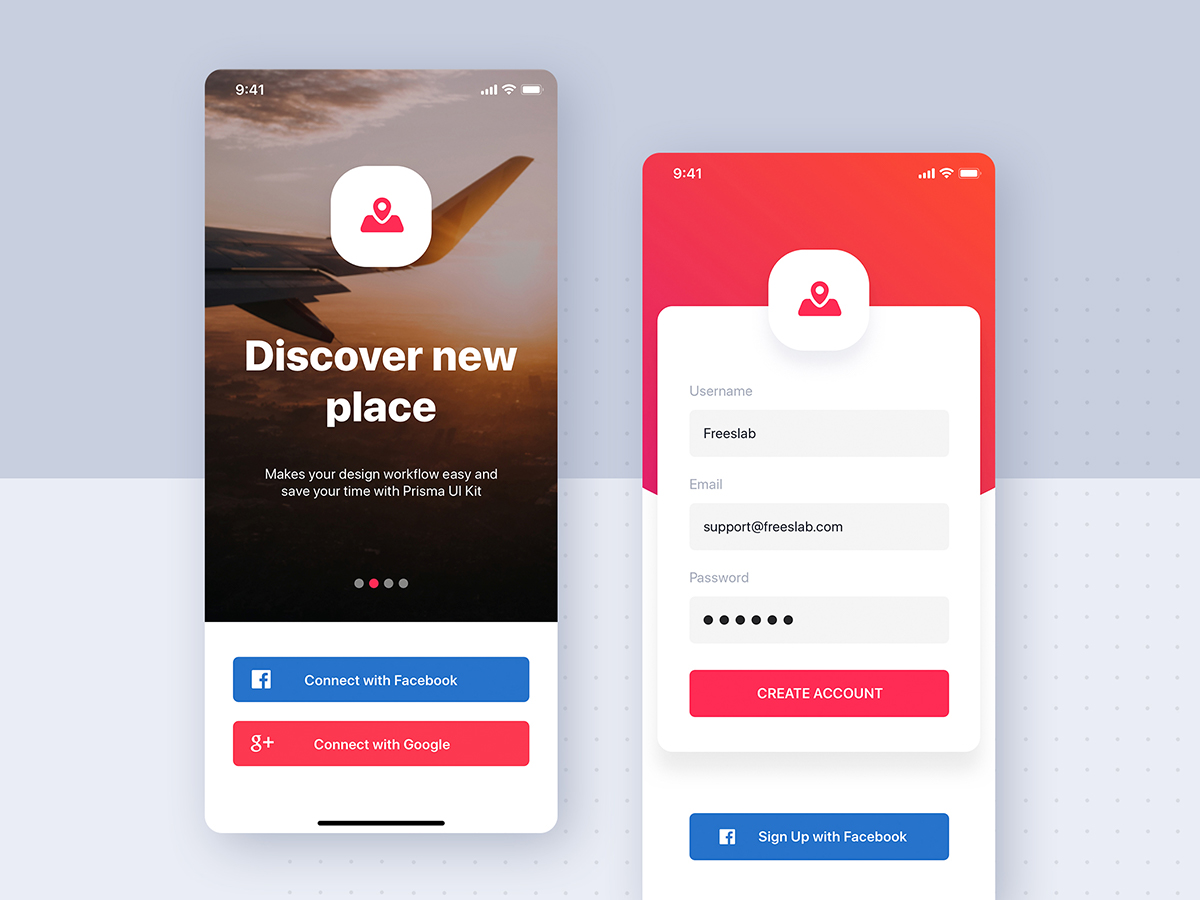 9:41
Discover new
place
Makes your design workflow easy and
save your time with Prisma UI Kit
Connect with Facebook
g+
Connect with Google
9:41
Username
Freeslab
Email
support@freeslab.com
Password
CREATE ACCOUNT
Sign Up with Facebook